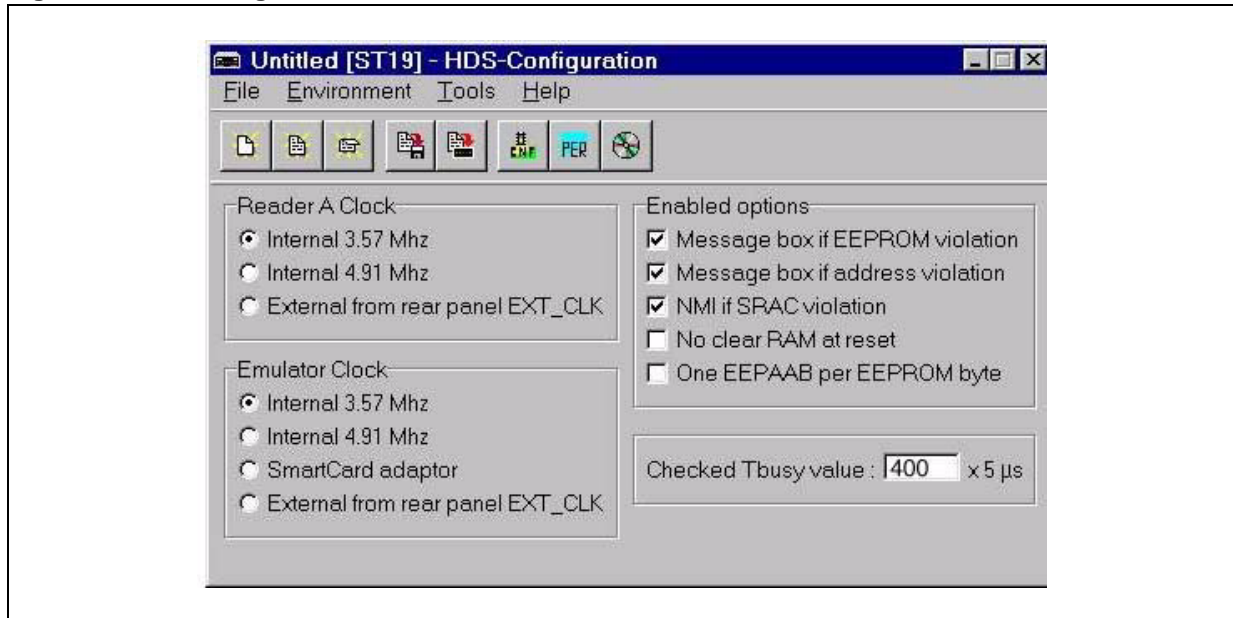 Untitled [ST19] - HDS-Configuration
File Environment Tools Help
CNF PER
Reader A Clock
Internal 3.57 Mhz
Internal 4.91 Mhz
External from rear panel EXT_CLK
Emulator Clock
Internal 3.57 Mhz
Internal 4.91 Mhz
SmartCard adaptor
External from rear panel EXT_CLK
Enabled options
Message box if EEPROM violation
Message box if address violation
NMI if SRAC violation
No clear RAM at reset
One EEPAAB per EEPROM byte
Checked Tbusy value : 400 x 5 µs